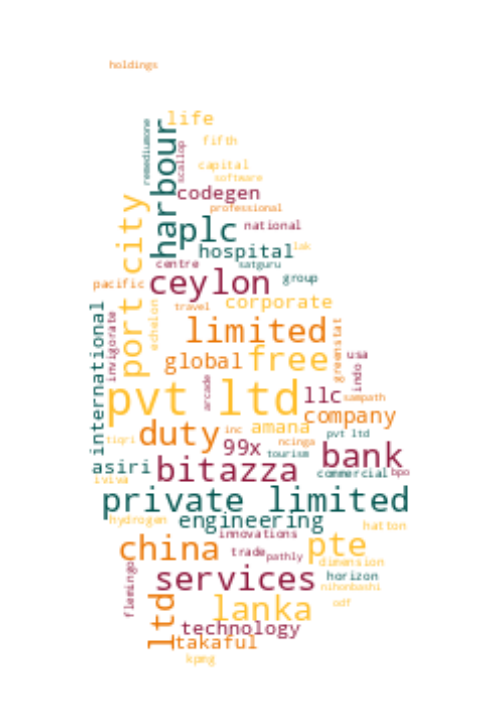 holdings
life
harbour
remediumone
scallop
fifth
capital
software
codegen
professional
port city
plc
national
hospital
lak
centre
satguru
pacific
ceylon
group
international
invigorate
echelon
travel
corporate
limited
greenstat
global
free
usa
indo
pvt ltd
arcade
llc
sampath
company
tiqri
duty
inc
amana
pvt ltd
99x
ncinga
tourism
bank
asiri
bitazza
commercial
bpo
iviva
private limited
hydrogen
engineering
hatton
innovations
china
trade
pathly
pte
dimension
flemingo
services
horizon
nihonbashi
ltd
lanka
odf
technology
takaful
kpmg